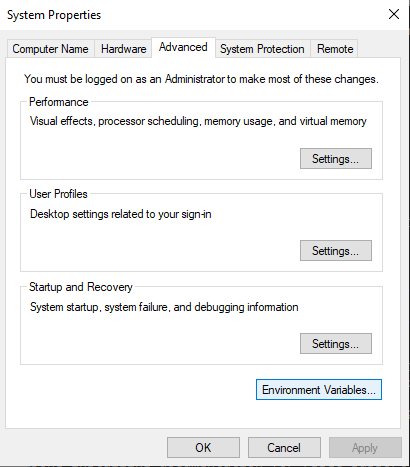 System Properties
Computer Name Hardware Advanced System Protection Remote
You must be logged on as an Administrator to make most of these changes.
Performance
Visual effects, processor scheduling, memory usage, and virtual memory
Settings...
User Profiles
Desktop settings related to your sign-in
Settings...
Startup and Recovery
System startup, system failure, and debugging information
Settings...
Environment Variables...
OK Cancel Apply